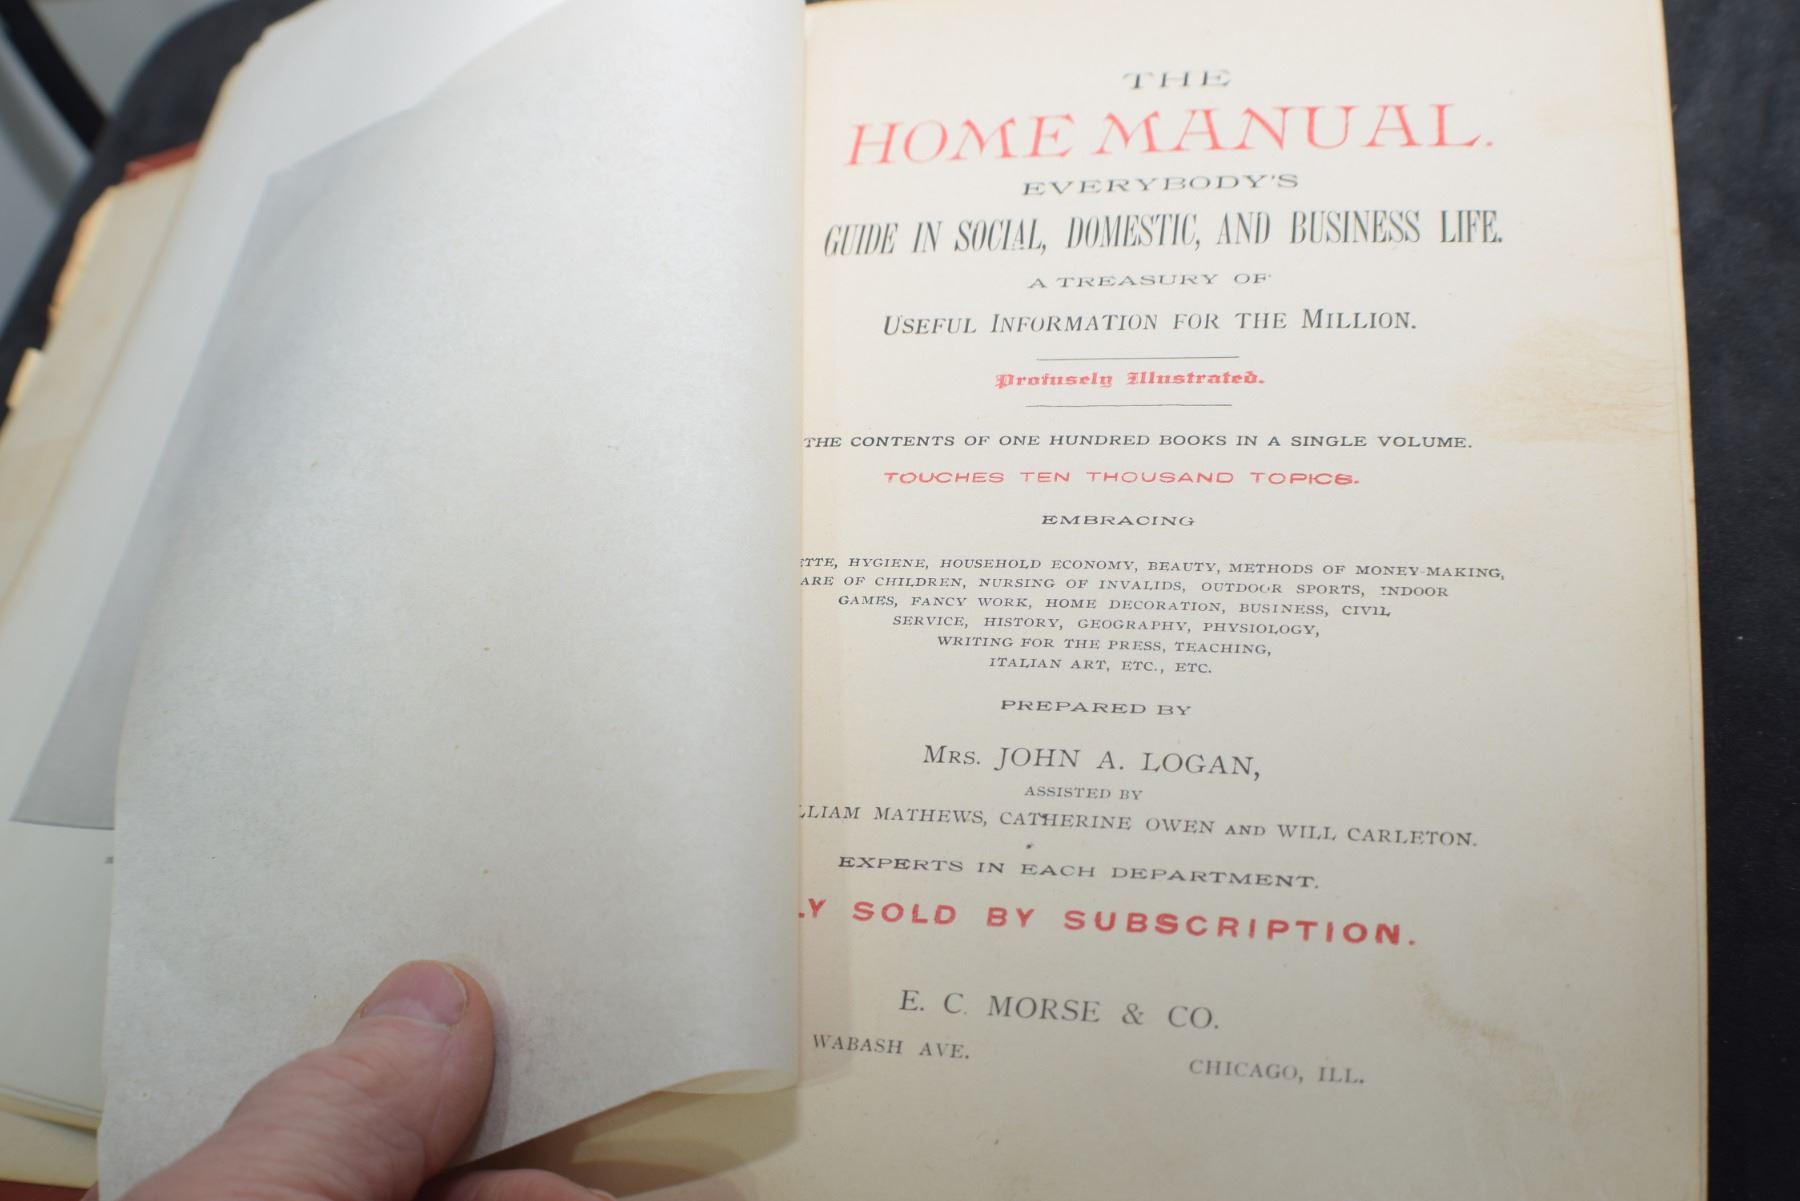 THE
HOME MANUAL.
EVERYBODY'S
GUIDE IN SOCIAL, DOMESTIC, AND BUSINESS LIFE.
A TREASURY OF
USEFUL INFORMATION FOR THE MILLION.
Profusely Illustrated.
THE CONTENTS OF ONE HUNDRED BOOKS IN A SINGLE VOLUME.
TOUCHES TEN THOUSAND TOPICS.
EMBRACING
HYGIENE, HOUSEHOLD ECONOMY, BEAUTY, METHODS OF MONEY-MAKING,
OF CHILDREN, NURSING OF INVALIDS, OUTDOOR SPORTS, INDOOR
GAMES, FANCY WORK, HOME DECORATION, BUSINESS, CIVIL
SERVICE, HISTORY, GEOGRAPHY, PHYSIOLOGY,
WRITING FOR THE PRESS, TEACHING,
ITALIAN ART, ETC., ETC.
PREPARED BY
MRS. JOHN A. LOGAN,
ASSISTED BY
MATHEWS, CATHERINE OWEN AND WILL CARLETON.
EXPERTS IN EACH DEPARTMENT.
SOLD BY SUBSCRIPTION.
E. C. MORSE & CO.
WABASH AVE. CHICAGO, ILL.